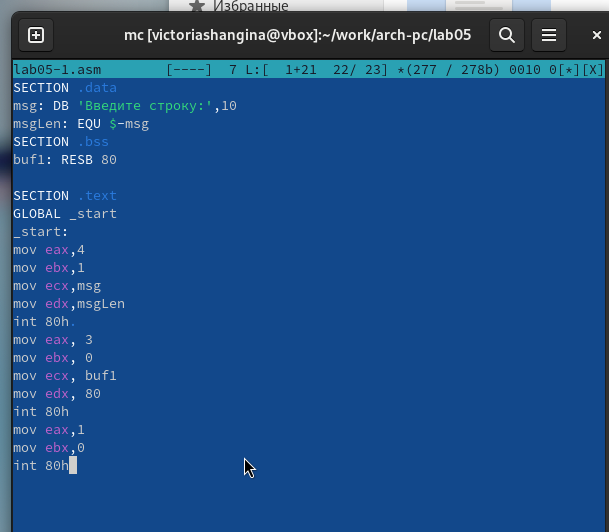 Избранные
mc [victoriashangina@vbox]:~/work/arch-pc/lab05
lab05-1.asm [----] 7 L:[ 1+21 22/ 23] *(277 / 278b) 0010 0[*][X]
SECTION .data
msg: DB 'Введите строку:',10
msgLen: EQU $-msg
SECTION .bss
buf1: RESB 80
SECTION .text
GLOBAL _start
_start:
mov eax,4
mov ebx,1
mov ecx,msg
mov edx,msgLen
int 80h.
mov eax, 3
mov ebx, 0
mov ecx, buf1
mov edx, 80
int 80h
mov eax,1
mov ebx,0
int 80h